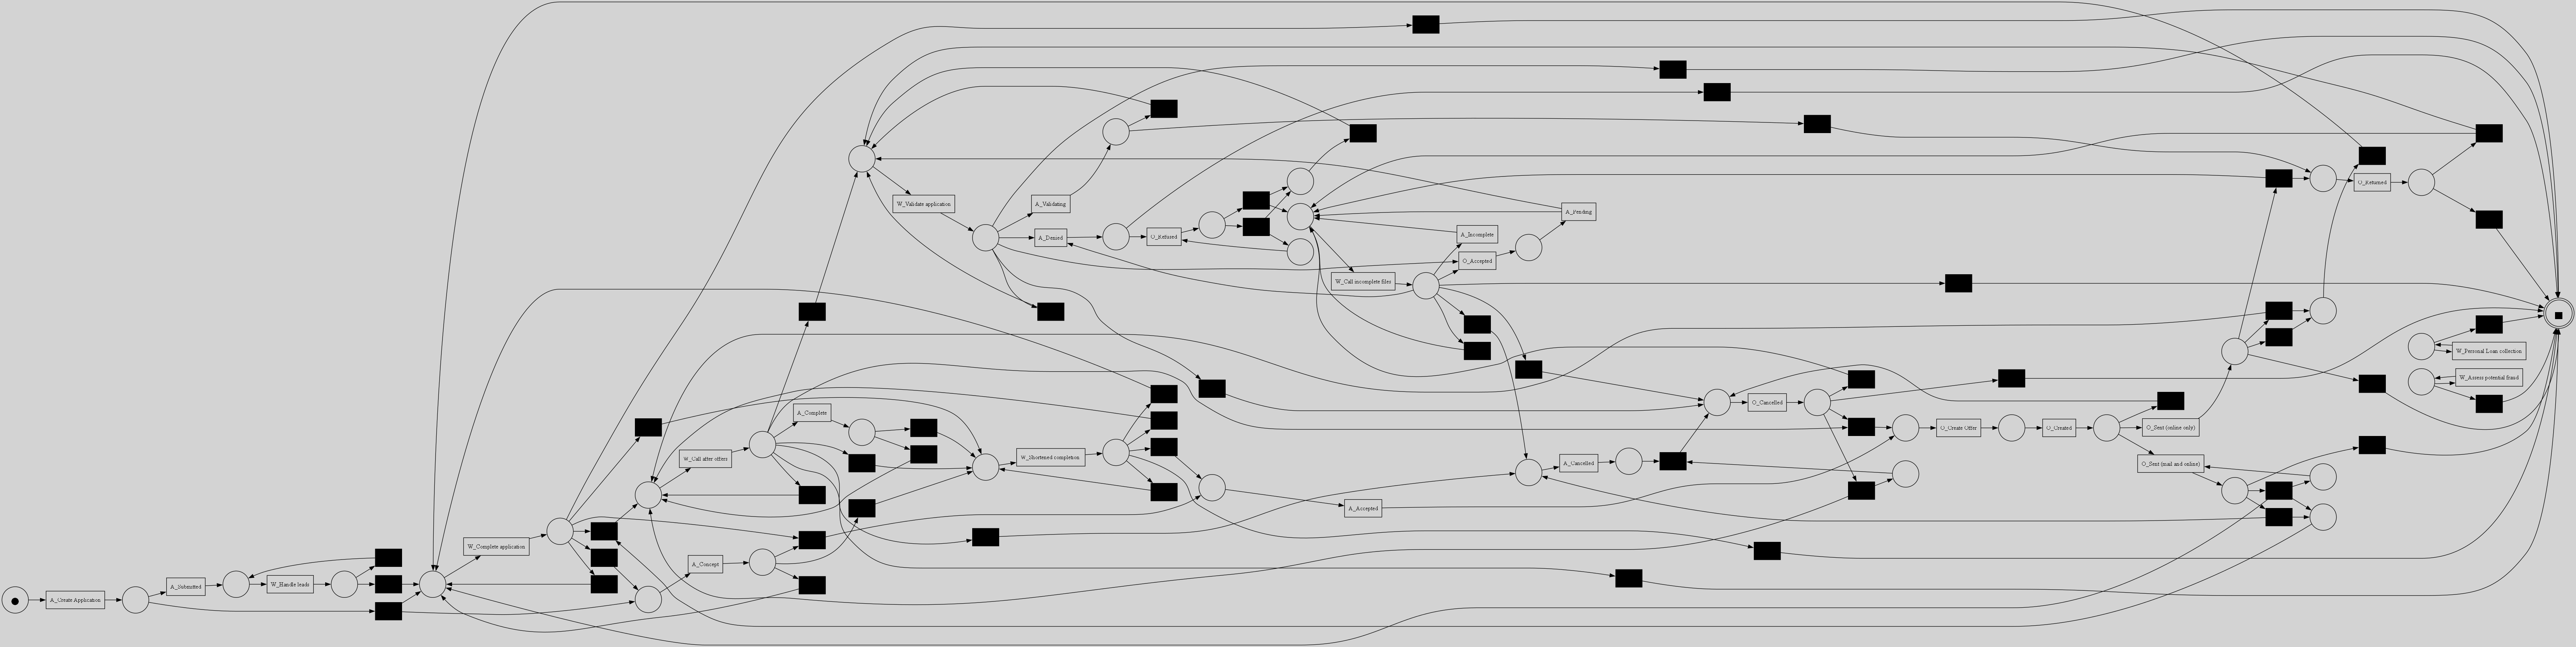 A_Create Application
A_Submitted
W_Handle leads
W_Complete application
A_Concept
W_Call after offers
A_Complete
W_Validate application
A_Validating
A_Denied
O_Refused
W_Shortened completion
W_Call incomplete files
A_Incomplete
O_Accepted
A_Pending
A_Accepted
A_Cancelled
O_Cancelled
O_Create Offer
O_Created
O_Sent (online only)
O_Sent (mail and online)
O_Returned
W_Personal Loan collection
W_Assess potential fraud